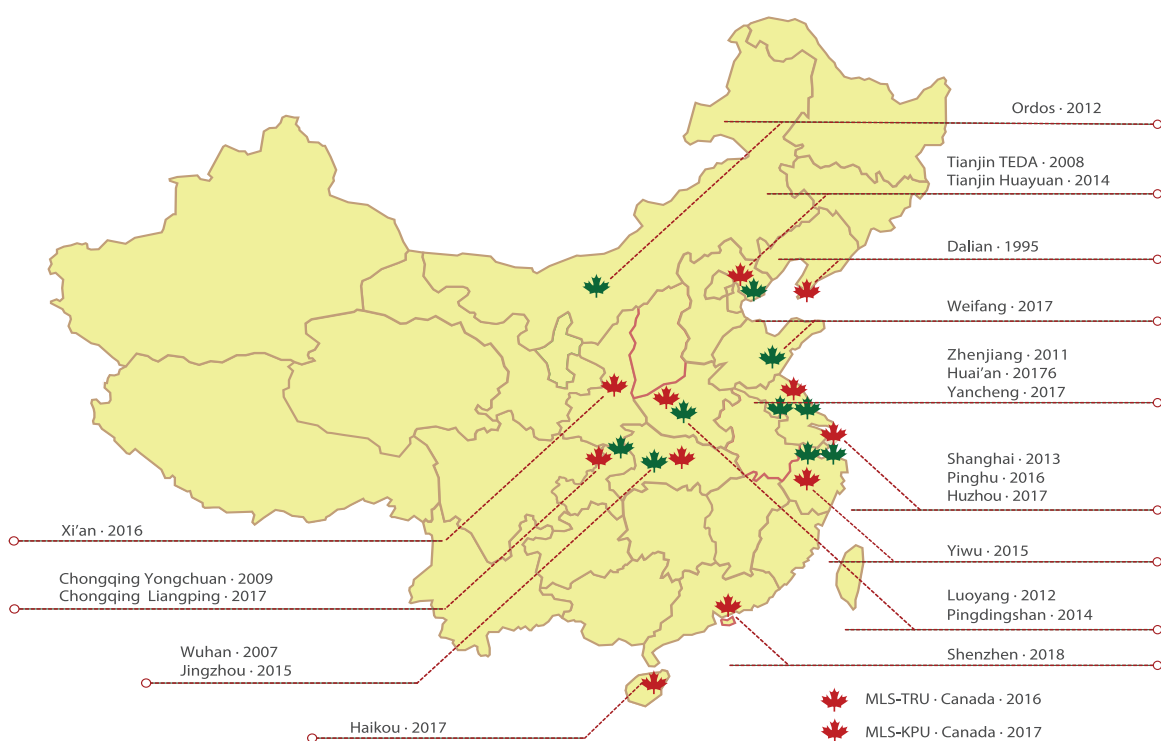 Ordos · 2012
Tianjin TEDA · 2008
Tianjin Huayuan · 2014
Dalian · 1995
Weifang · 2017
Zhenjiang · 2011
Huai’an · 20176
Yancheng · 2017
Shanghai · 2013
Pinghu · 2016
Huzhou · 2017
Xi’an · 2016
Yiwu · 2015
Chongqing Yongchuan · 2009
Chongqing Liangping · 2017
Luoyang · 2012
Pingdingshan · 2014
Wuhan · 2007
Jingzhou · 2015
Shenzhen · 2018
MLS-TRU · Canada · 2016
Haikou · 2017
MLS-KPU · Canada · 2017